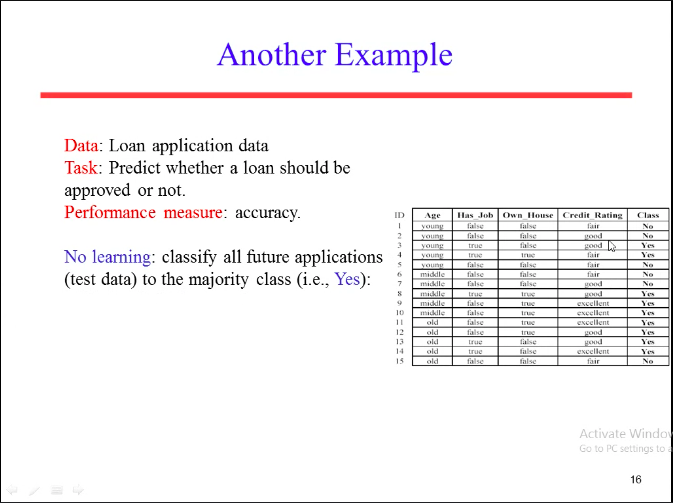 Another Example
Data: Loan application data
Task: Predict whether a loan should be
approved or not.
Performance measure: accuracy.
No learning: classify all future applications
(test data) to the majority class (i.e., Yes):
ID Age Has_Job Own_House Credit_Rating Class
1 young false false fair No
2 young false false good No
3 young true false good Yes
4 young true true fair Yes
5 young false false fair No
6 middle false false fair No
7 middle false false good No
8 middle true true good Yes
9 middle false true excellent Yes
10 middle false true excellent Yes
11 old false true excellent Yes
12 old false true good Yes
13 old true false good Yes
14 old true false excellent Yes
15 old false false fair No
Activate Window
Go to PC settings to a
16